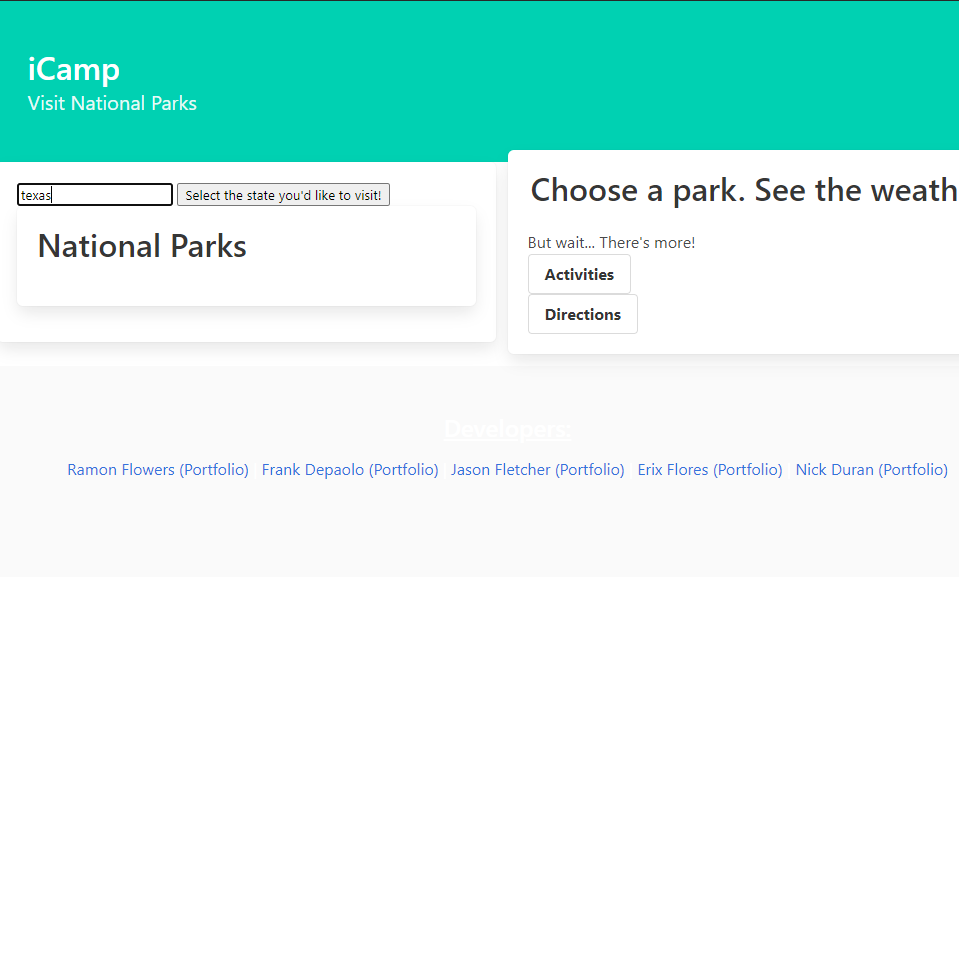 iCamp
Visit National Parks
texas
Select the state you'd like to visit!
National Parks
Choose a park. See the weath
But wait... There's more!
Activities
Directions
Developers:
Ramon Flowers (Portfolio) Frank Depaolo (Portfolio) Jason Fletcher (Portfolio) Erix Flores (Portfolio) Nick Duran (Portfolio)